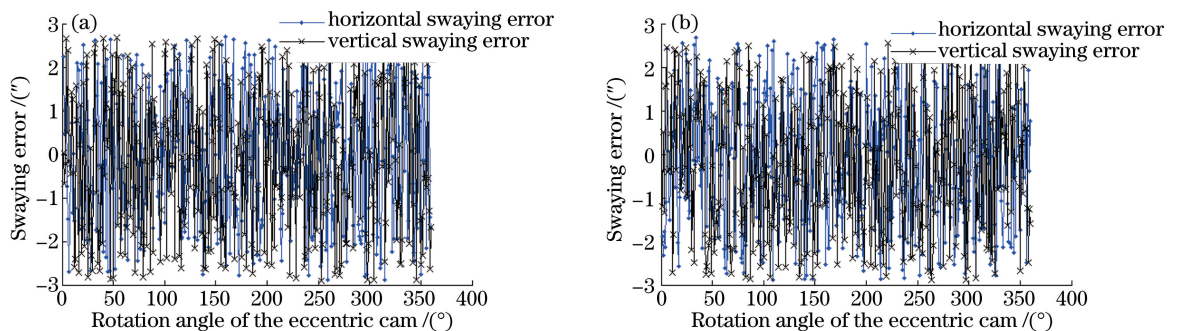 (a)
horizontal swaying error
vertical swaying error
Swaying error /(″)
3
2
1
0
−1
−2
−3
0 50 100 150 200 250 300 350 400
Rotation angle of the eccentric cam /(°)
(b)
horizontal swaying error
vertical swaying error
Swaying error /(″)
3
2
1
0
−1
−2
−3
0 50 100 150 200 250 300 350 400
Rotation angle of the eccentric cam /(°)